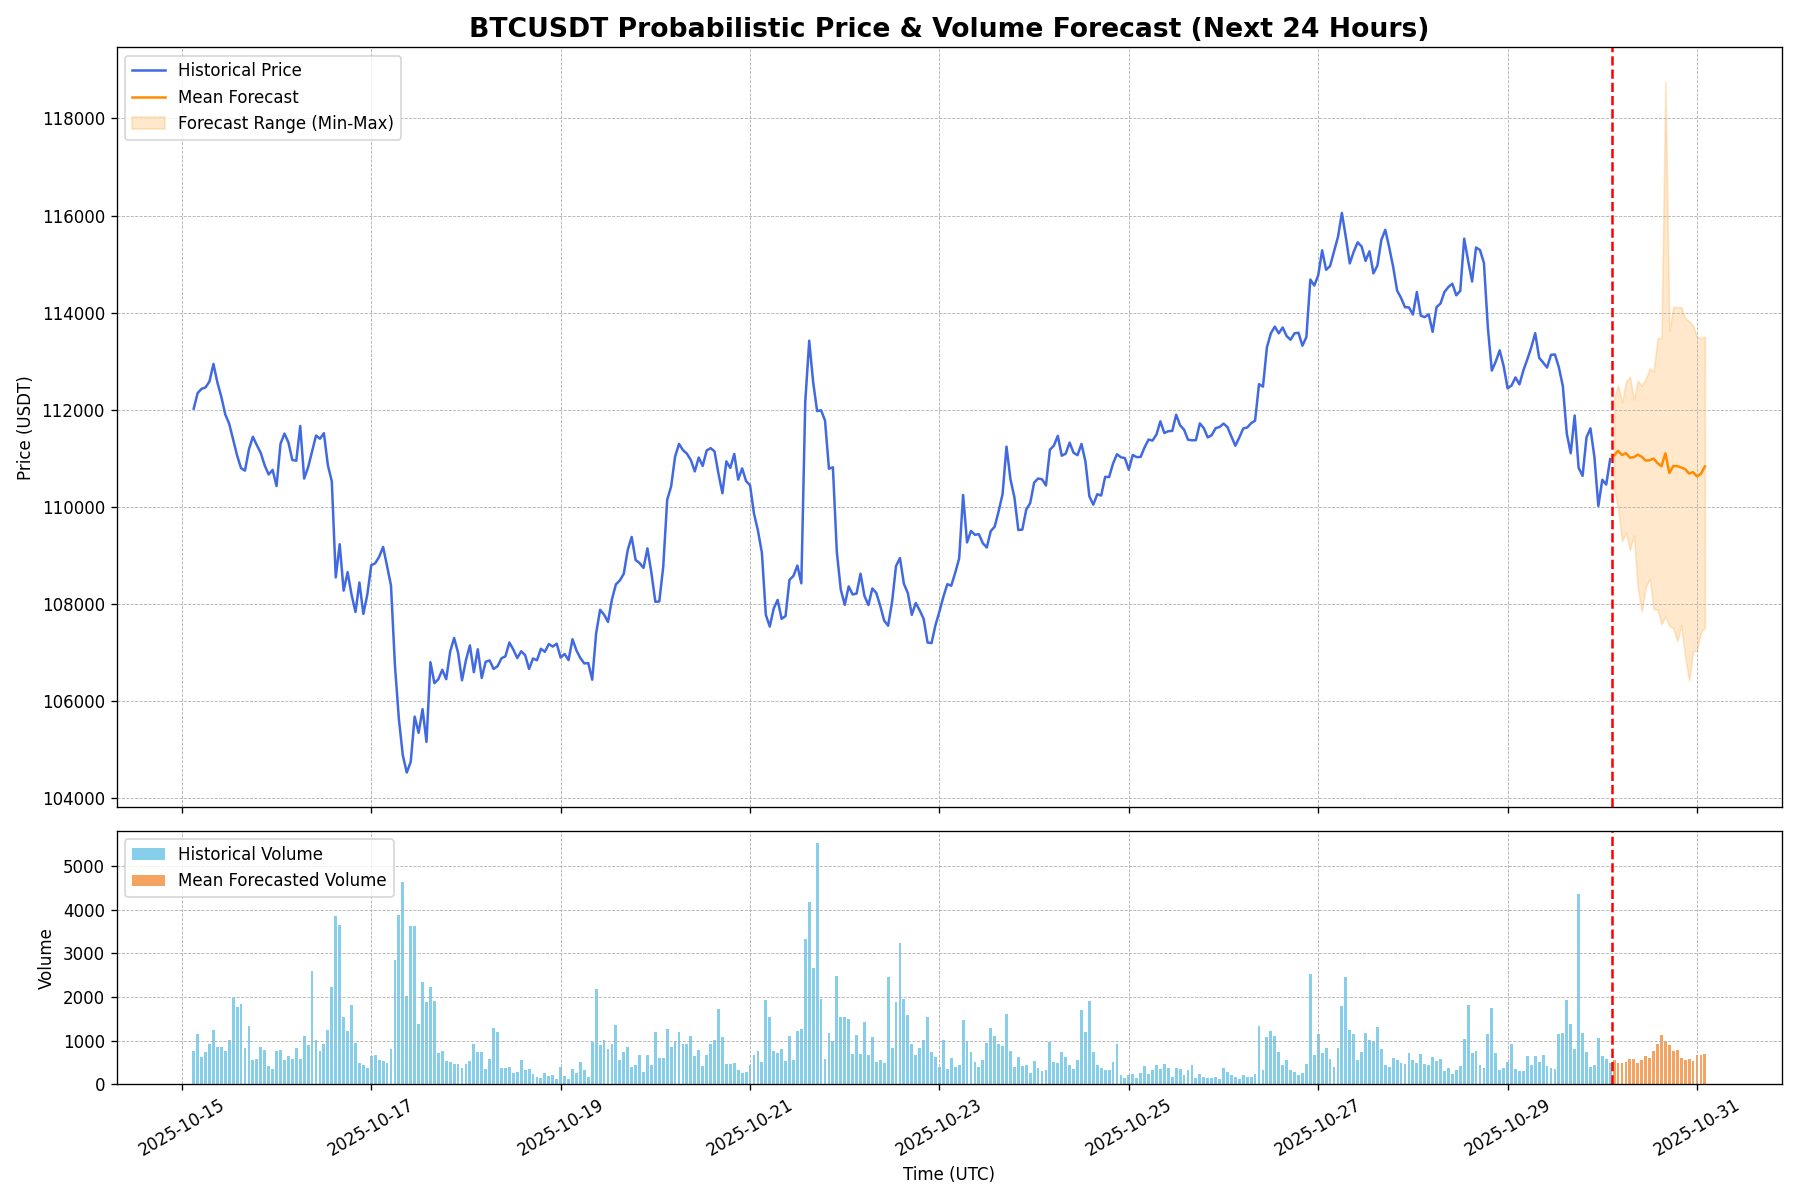 BTCUSDT Probabilistic Price & Volume Forecast (Next 24 Hours)
Historical Price
Mean Forecast
Forecast Range (Min-Max)
118000
116000
114000
112000
110000
108000
106000
104000
Price (USDT)
Historical Volume
Mean Forecasted Volume
5000
4000
3000
2000
1000
0
Volume
2025-10-15
2025-10-17
2025-10-19
2025-10-21
2025-10-23
2025-10-25
2025-10-27
2025-10-29
2025-10-31
Time (UTC)